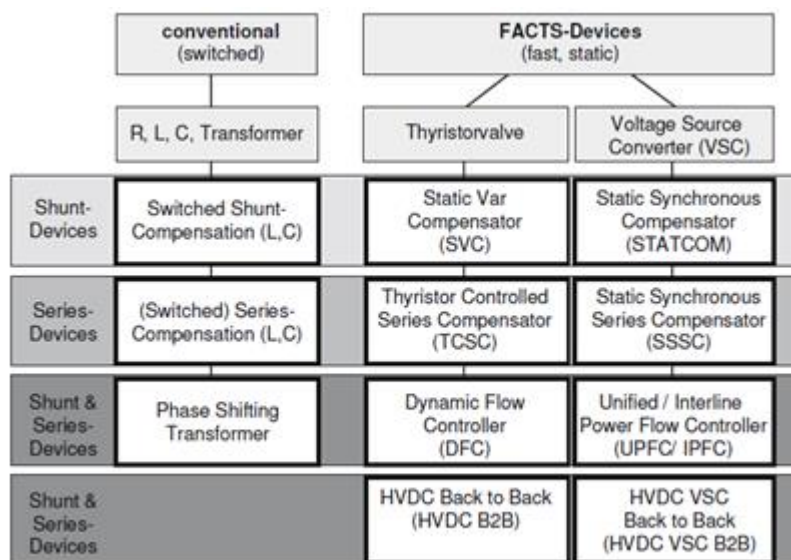 conventional
(switched)
FACTS-Devices
(fast, static)
R, L, C, Transformer
Thyristorvalve
Voltage Source
Converter (VSC)
Shunt-
Devices
Switched Shunt-
Compensation (L,C)
Static Var
Compensator
(SVC)
Static Synchronous
Compensator
(STATCOM)
Series-
Devices
(Switched) Series-
Compensation (L,C)
Thyristor Controlled
Series Compensator
(TCSC)
Static Synchronous
Series Compensator
(SSSC)
Shunt &
Series-
Devices
Phase Shifting
Transformer
Dynamic Flow
Controller
(DFC)
Unified / Interline
Power Flow Controller
(UPFC/ IPFC)
Shunt &
Series-
Devices
HVDC Back to Back
(HVDC B2B)
HVDC VSC
Back to Back
(HVDC VSC B2B)